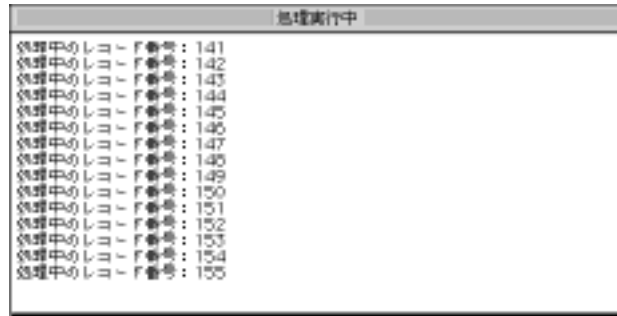 処理実行中
処理中のレコード番号：141
処理中のレコード番号：142
処理中のレコード番号：143
処理中のレコード番号：144
処理中のレコード番号：145
処理中のレコード番号：146
処理中のレコード番号：147
処理中のレコード番号：148
処理中のレコード番号：149
処理中のレコード番号：150
処理中のレコード番号：151
処理中のレコード番号：152
処理中のレコード番号：153
処理中のレコード番号：154
処理中のレコード番号：155